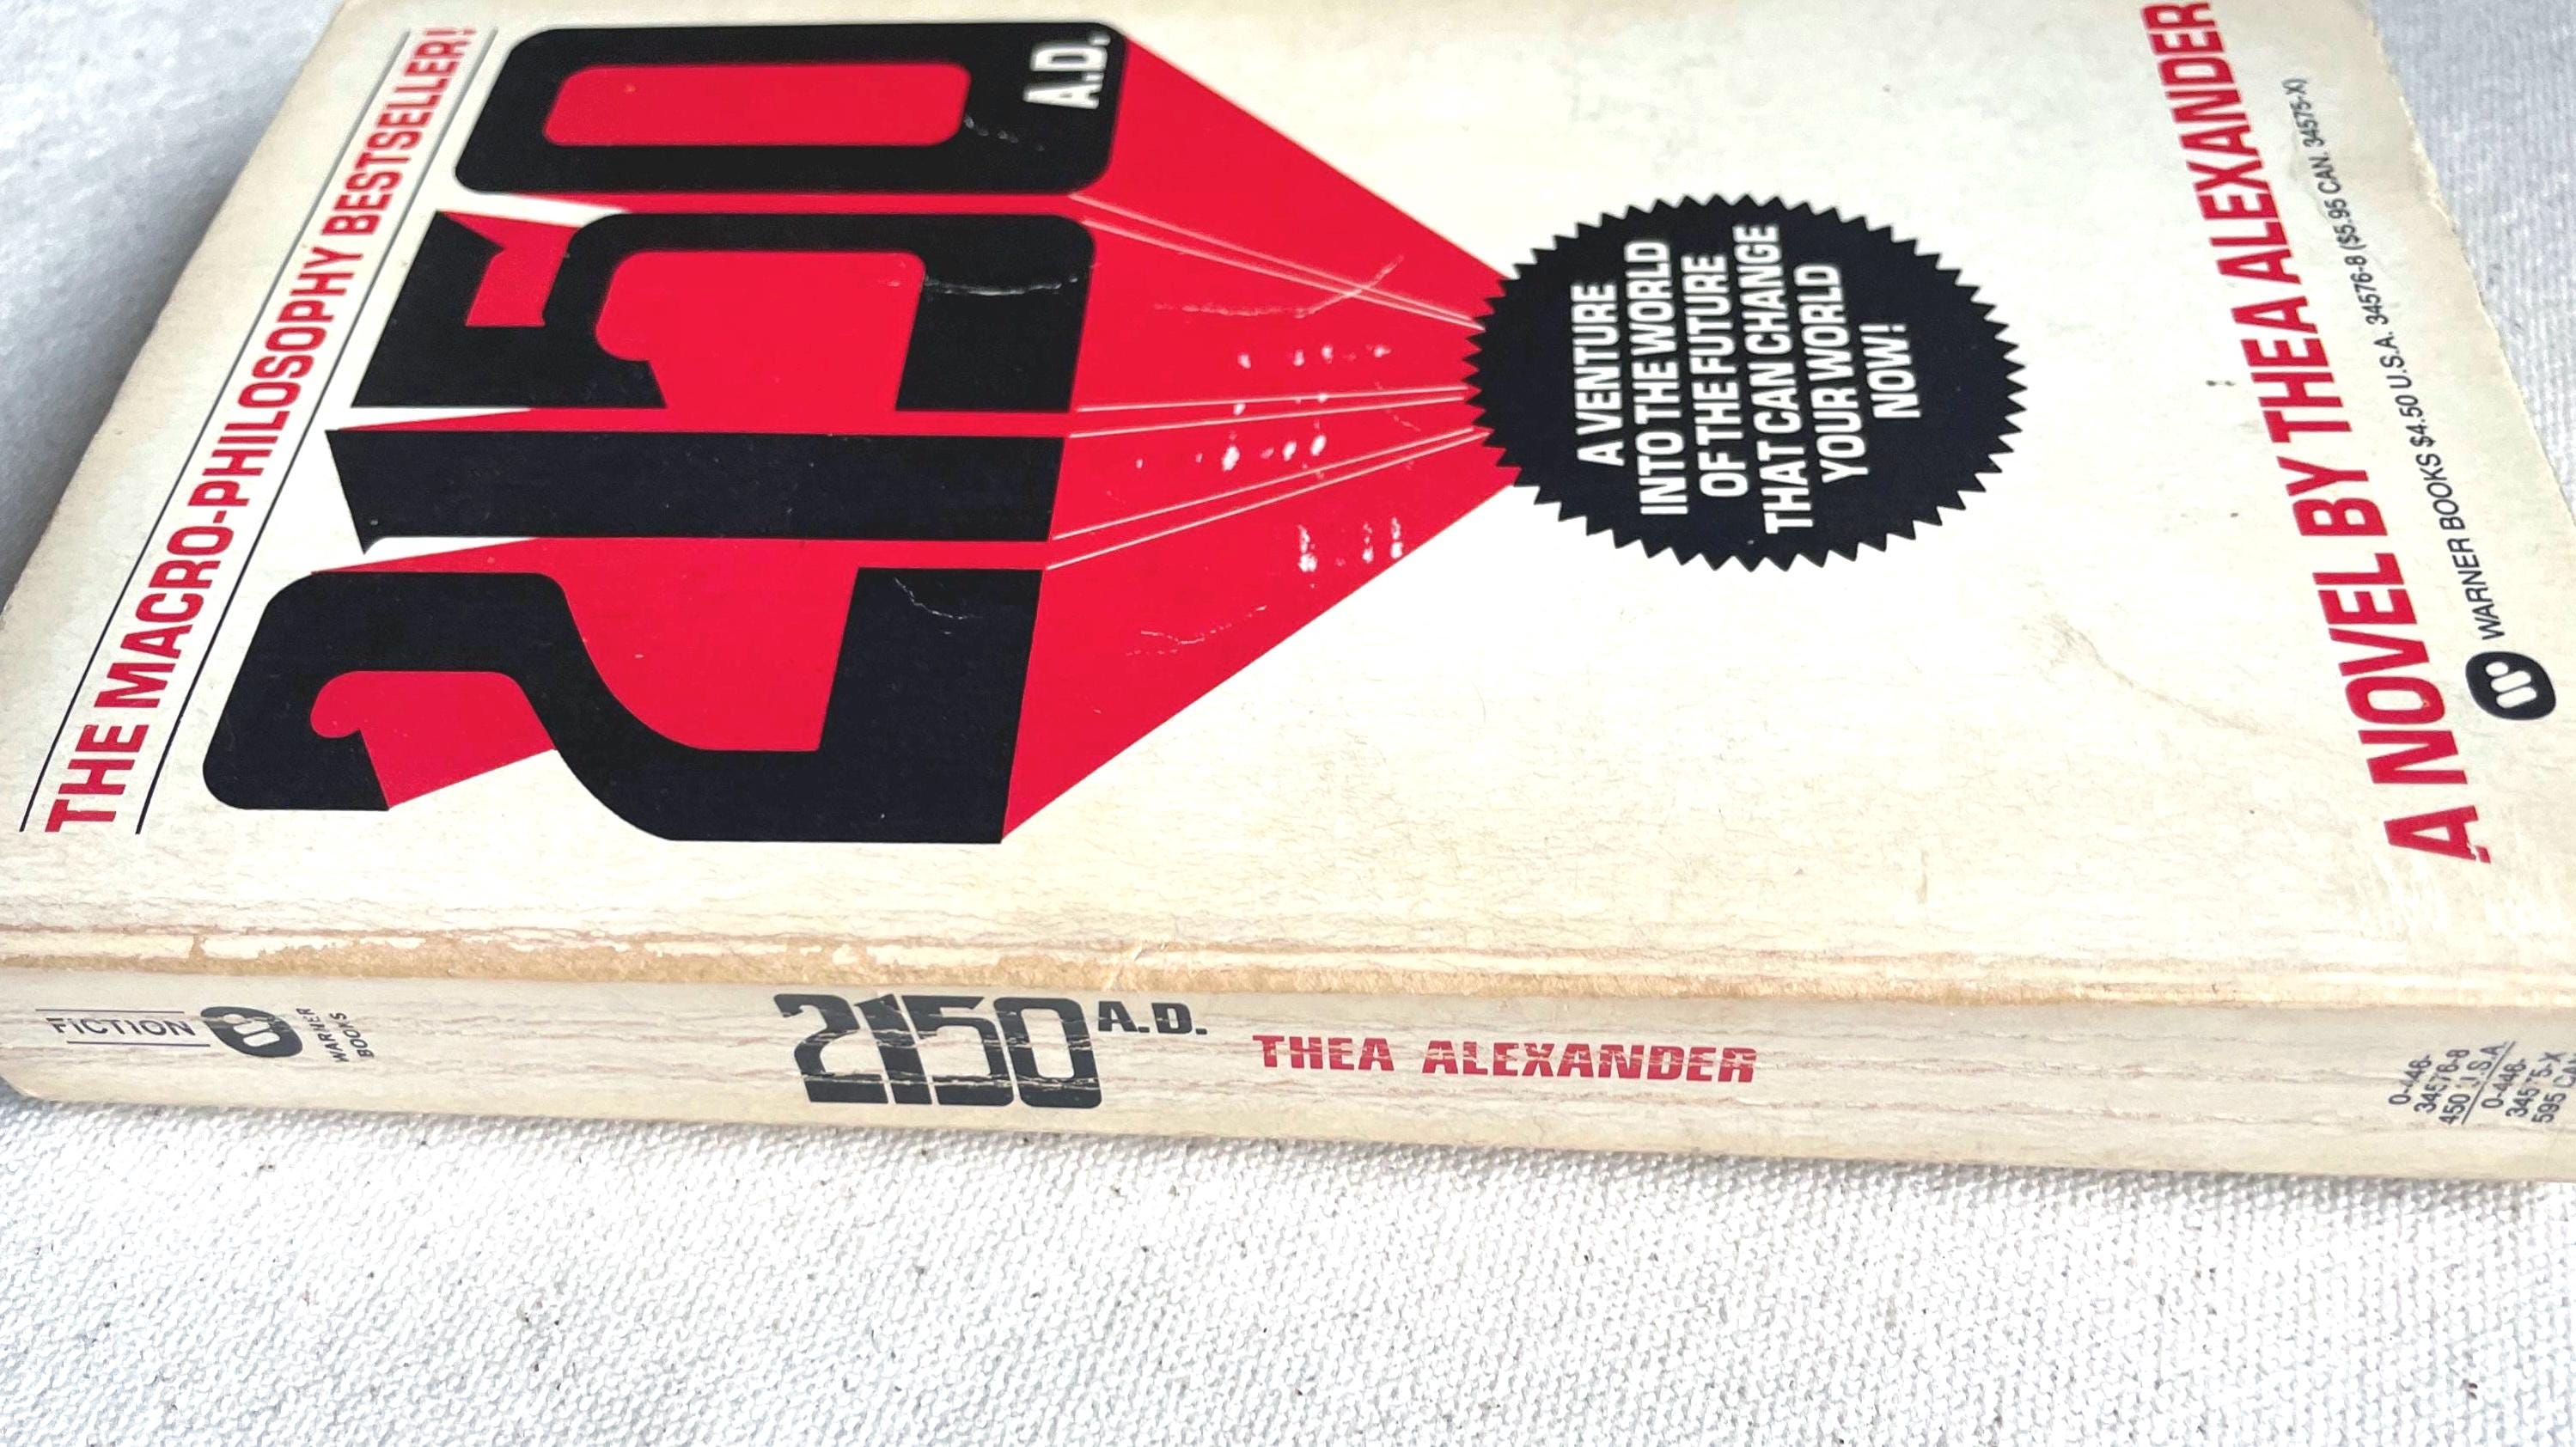 THE MACRO-PHILOSOPHY BESTSELLER!
2150
A.D.
A VENTURE
INTO THE WORLD
OF THE FUTURE
THAT CAN CHANGE
YOUR WORLD
NOW!
A NOVEL BY THEA ALEXANDER
WARNER BOOKS $4.50 U.S.A. 34576-8 ($5.95 CAN. 34575-X)
FICTION
WARNER
BOOKS
2150 A.D.
THEA ALEXANDER
0-446-
34576-8
450 U.S.A.
0-446-
34575-X
595 CAN